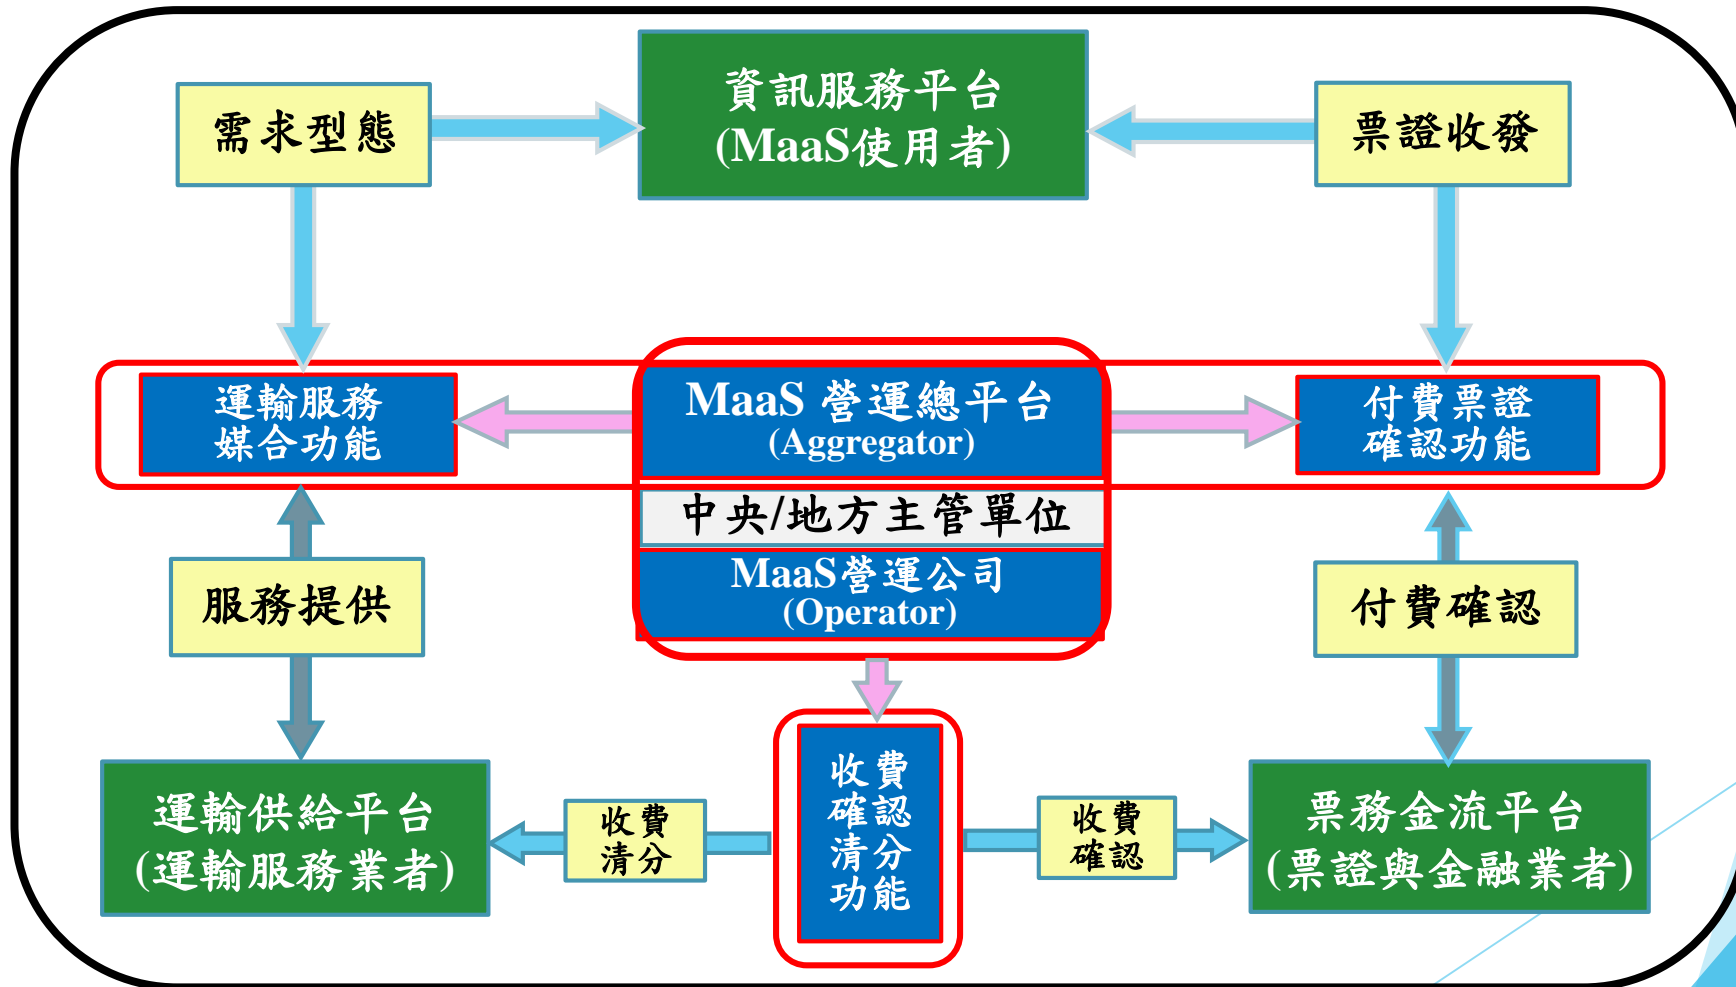 資訊服務平台
(MaaS使用者)
需求型態
票證收發
運輸服務
媒合功能
MaaS 營運總平台
(Aggregator)
付費票證
確認功能
中央/地方主管單位
MaaS營運公司
(Operator)
服務提供
付費確認
運輸供給平台
(運輸服務業者)
收費
清分
收費
確認
清分
功能
收費
確認
票務金流平台
(票證與金融業者)